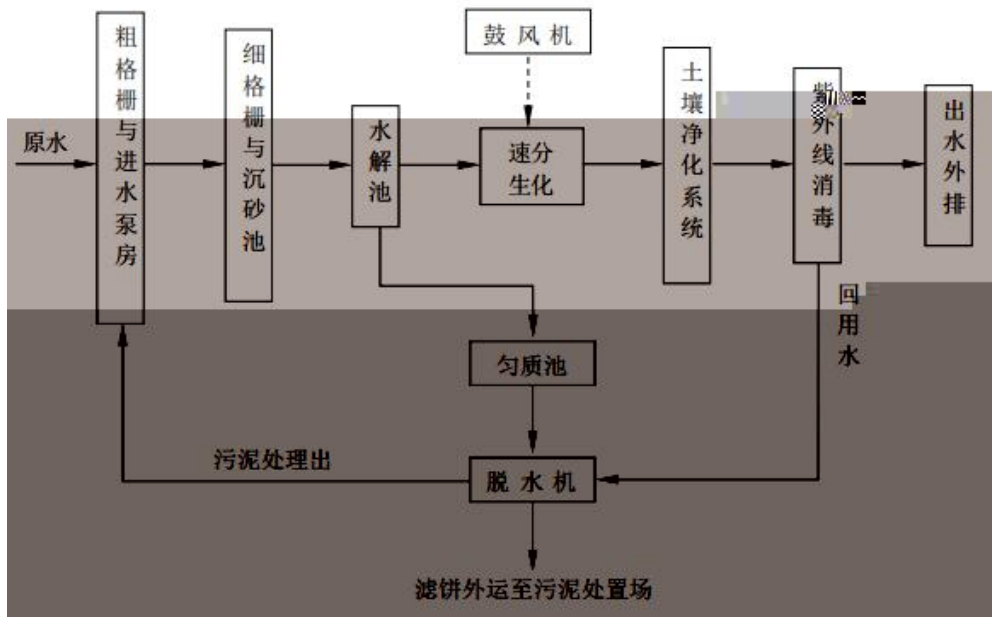 鼓风机
粗格栅与进水泵房
细格栅与沉砂池
水解池
速分
生化
土壤净化系统
紫外线消毒
出水外排
原水
回用水
匀质池
污泥处理出
脱水机
滤饼外运至污泥处置场